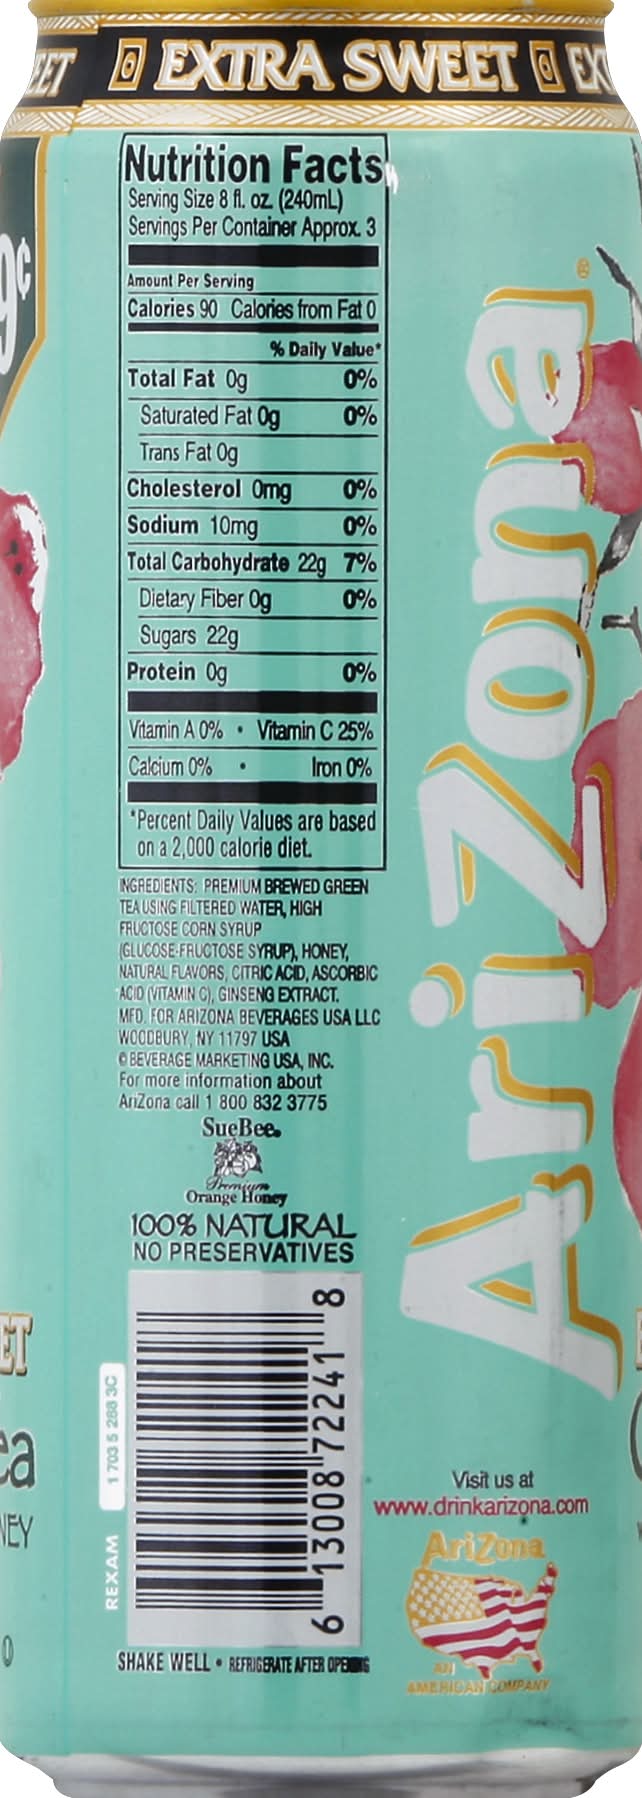 EET EXTRA SWEET EX
9¢
Nutrition Facts
Serving Size 8 fl. oz. (240mL)
Servings Per Container Approx. 3
Amount Per Serving
Calories 90 Calories from Fat 0
% Daily Value*
Total Fat 0g 0%
Saturated Fat 0g 0%
Trans Fat 0g
Cholesterol 0mg 0%
Sodium 10mg 0%
Total Carbohydrate 22g 7%
Dietary Fiber 0g 0%
Sugars 22g
Protein 0g 0%
Vitamin A 0% • Vitamin C 25%
Calcium 0% • Iron 0%
*Percent Daily Values are based
on a 2,000 calorie diet.
INGREDIENTS: PREMIUM BREWED GREEN
TEA USING FILTERED WATER, HIGH
FRUCTOSE CORN SYRUP
(GLUCOSE-FRUCTOSE SYRUP), HONEY,
NATURAL FLAVORS, CITRIC ACID, ASCORBIC
ACID (VITAMIN C), GINSENG EXTRACT.
MFD. FOR ARIZONA BEVERAGES USA LLC
WOODBURY, NY 11797 USA
© BEVERAGE MARKETING USA, INC.
For more information about
AriZona call 1 800 832 3775
SueBee®
Premium
Orange Honey
100% NATURAL
NO PRESERVATIVES
6 13008 72241 8
1 703 5 288 3C
REXAM
SHAKE WELL • REFRIGERATE AFTER OPENING
AriZona®
Visit us at
www.drinkarizona.com
AriZona
AN
AMERICAN COMPANY
ET
ea
NEY